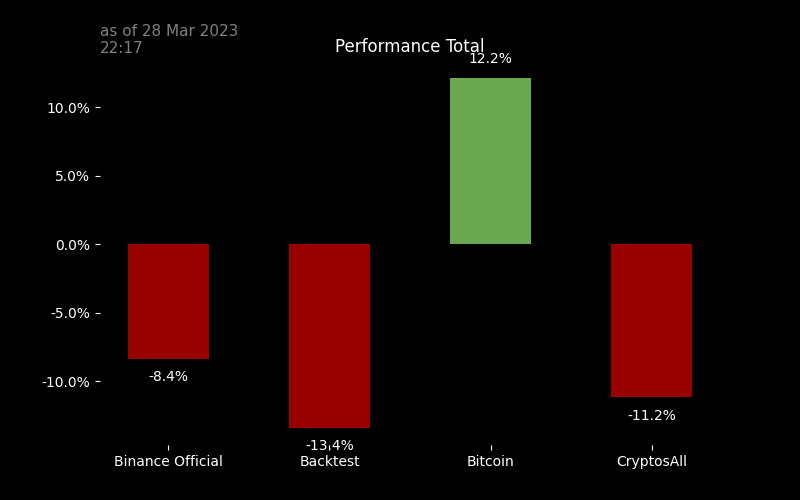 as of 28 Mar 2023
22:17
Performance Total
12.2%
10.0%
5.0%
0.0%
-5.0%
-10.0%
-8.4%
-13.4%
-11.2%
Binance Official
Backtest
Bitcoin
CryptosAll